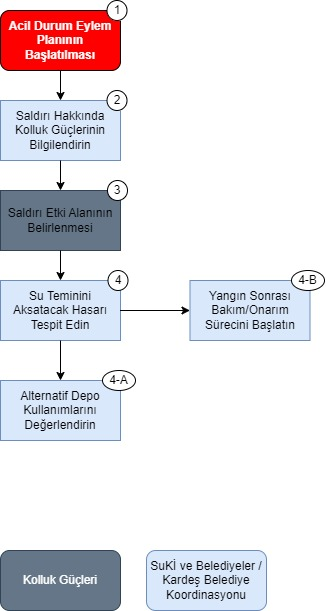 1
Acil Durum Eylem
Planının
Başlatılması
2
Saldırı Hakkında
Kolluk Güçlerinin
Bilgilendirin
3
Saldırı Etki Alanının
Belirlenmesi
4
Su Teminini
Aksatacak Hasarı
Tespit Edin
4-B
Yangın Sonrası
Bakım/Onarım
Sürecini Başlatın
4-A
Alternatif Depo
Kullanımlarını
Değerlendirin
Kolluk Güçleri
SuKİ ve Belediyeler /
Kardeş Belediye
Koordinasyonu